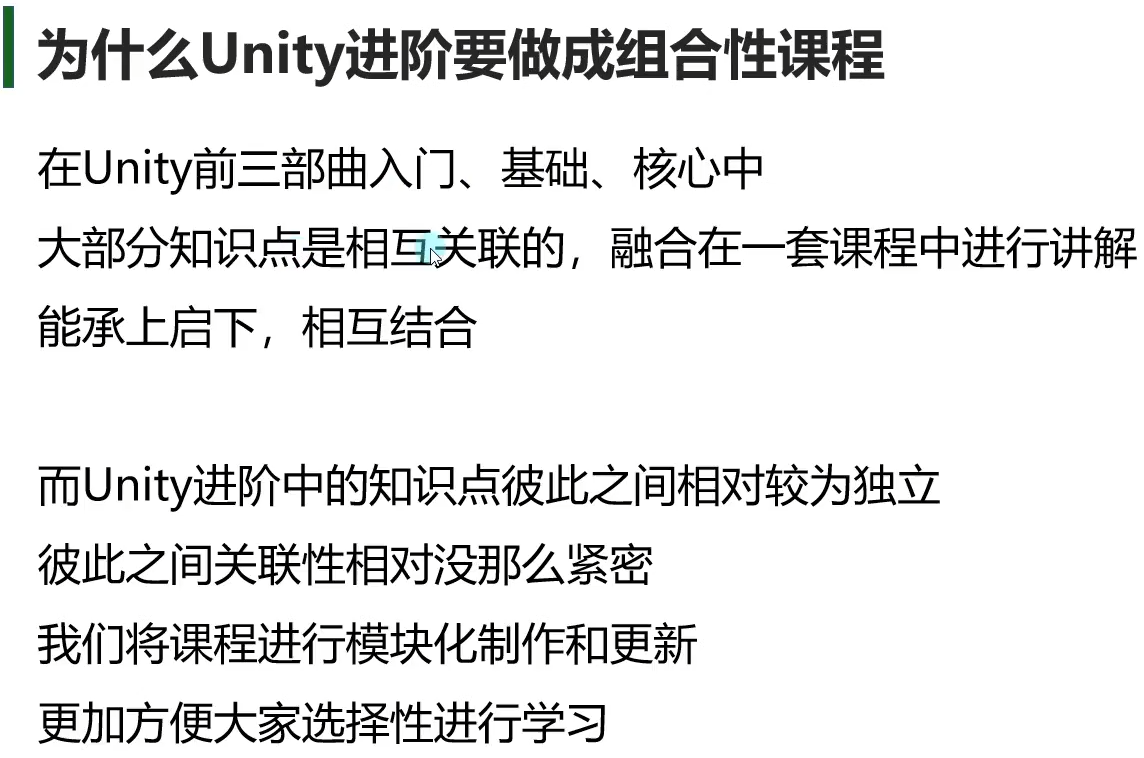 为什么Unity进阶要做成组合性课程
在Unity前三部曲入门、基础、核心中
大部分知识点是相互关联的，融合在一套课程中进行讲解
能承上启下，相互结合
而Unity进阶中的知识点彼此之间相对较为独立
彼此之间关联性相对没那么紧密
我们将课程进行模块化制作和更新
更加方便大家选择性进行学习